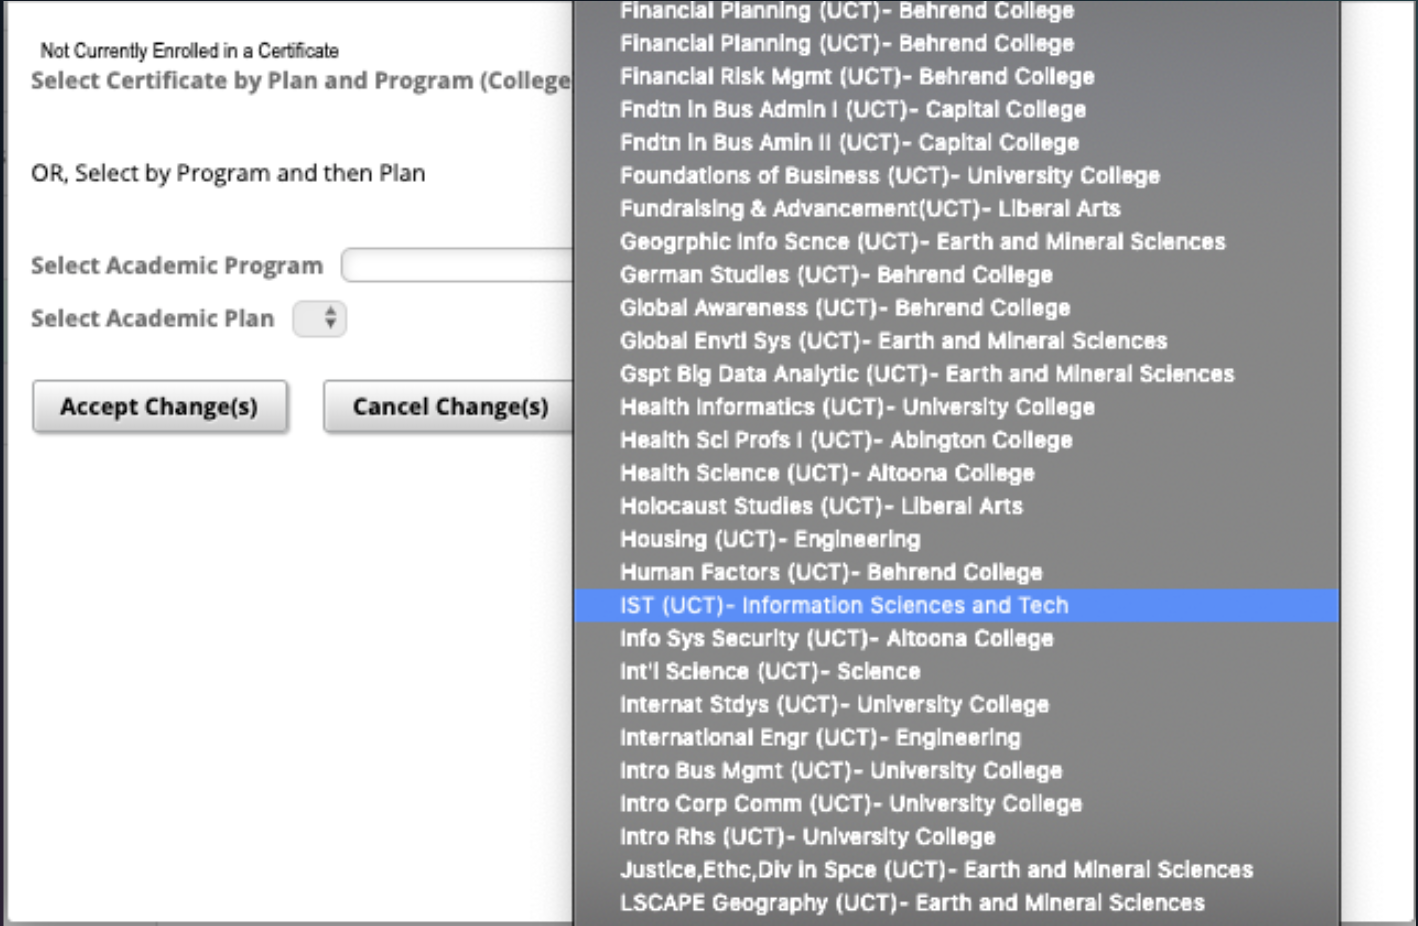 Not Currently Enrolled in a Certificate
Select Certificate by Plan and Program (College
OR, Select by Program and then Plan
Select Academic Program
Select Academic Plan
Accept Change(s)
Cancel Change(s)
Financial Planning (UCT)- Behrend College
Financial Planning (UCT)- Behrend College
Financial Risk Mgmt (UCT)- Behrend College
Fndtn in Bus Admin I (UCT)- Capital College
Fndtn in Bus Amin II (UCT)- Capital College
Foundations of Business (UCT)- University College
Fundraising & Advancement(UCT)- Liberal Arts
Geogrphic Info Scnce (UCT)- Earth and Mineral Sciences
German Studies (UCT)- Behrend College
Global Awareness (UCT)- Behrend College
Global Envtl Sys (UCT)- Earth and Mineral Sciences
Gspt Big Data Analytic (UCT)- Earth and Mineral Sciences
Health Informatics (UCT)- University College
Health Sci Profs I (UCT)- Abington College
Health Science (UCT)- Altoona College
Holocaust Studies (UCT)- Liberal Arts
Housing (UCT)- Engineering
Human Factors (UCT)- Behrend College
IST (UCT)- Information Sciences and Tech
Info Sys Security (UCT)- Altoona College
Int'l Science (UCT)- Science
Internat Stdys (UCT)- University College
International Engr (UCT)- Engineering
Intro Bus Mgmt (UCT)- University College
Intro Corp Comm (UCT)- University College
Intro Rhs (UCT)- University College
Justice,Ethc,Div in Spce (UCT)- Earth and Mineral Sciences
LSCAPE Geography (UCT)- Earth and Mineral Sciences